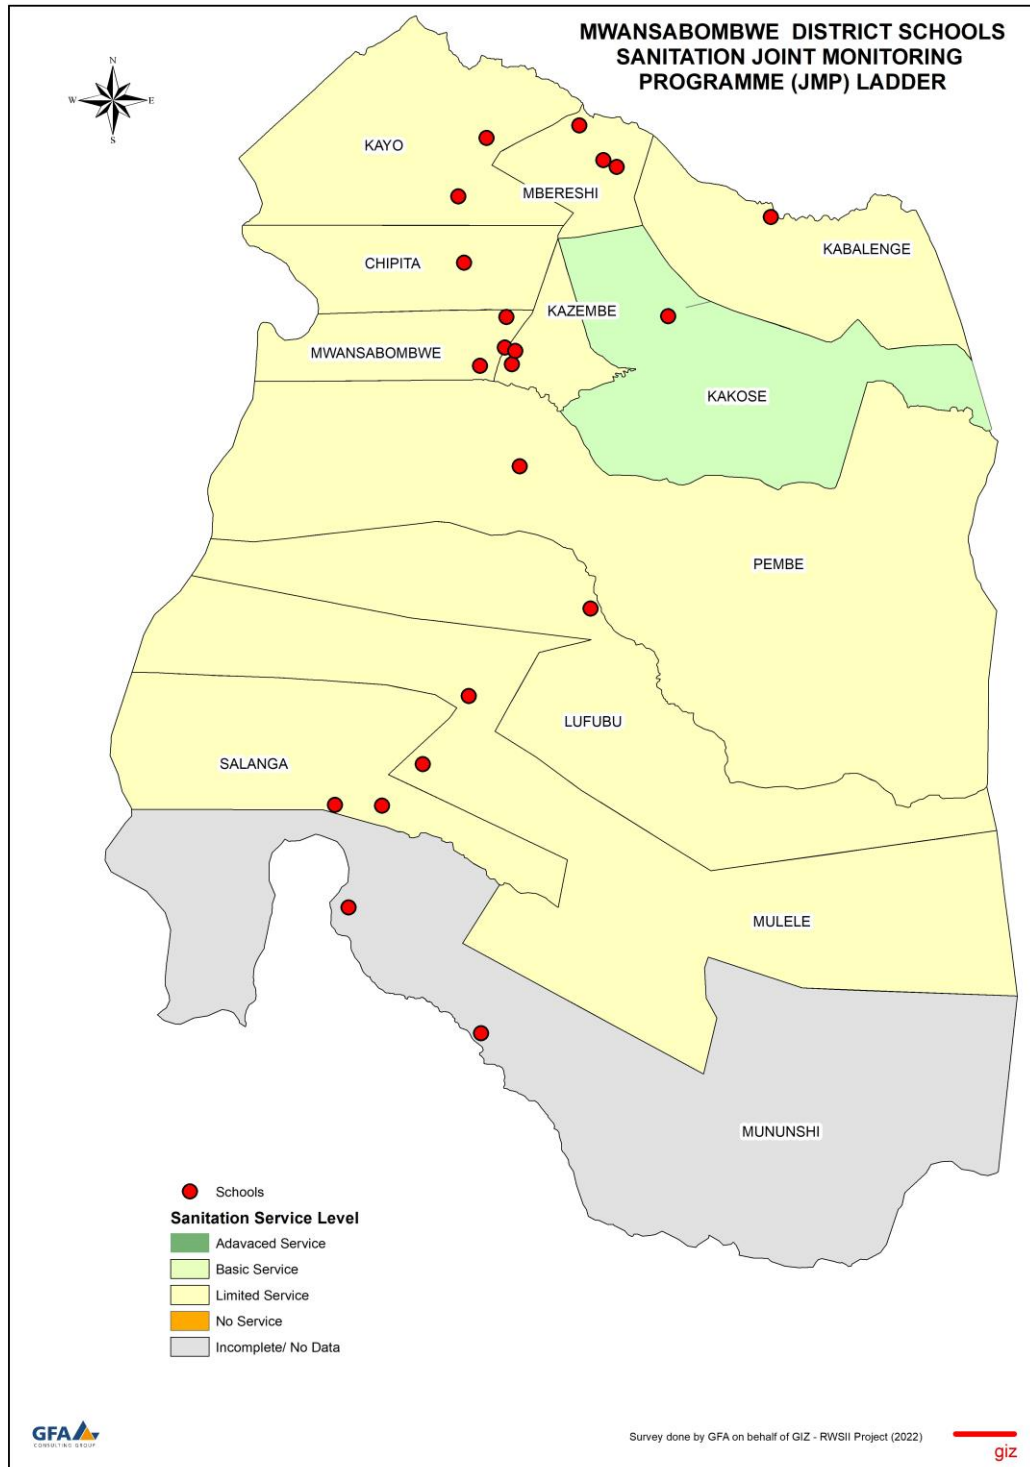 MWANSABOMBWE DISTRICT SCHOOLS
SANITATION JOINT MONITORING
PROGRAMME (JMP) LADDER
N
W
E
S
KAYO
MBERESHI
KABALENGE
CHIPITA
KAZEMBE
MWANSABOMBWE
KAKOSE
PEMBE
LUFUBU
SALANGA
MULELE
MUNUNSHI
Schools
Sanitation Service Level
Adavaced Service
Basic Service
Limited Service
No Service
Incomplete/ No Data
GFA
CONSULTING GROUP
Survey done by GFA on behalf of GIZ - RWSII Project (2022)
giz